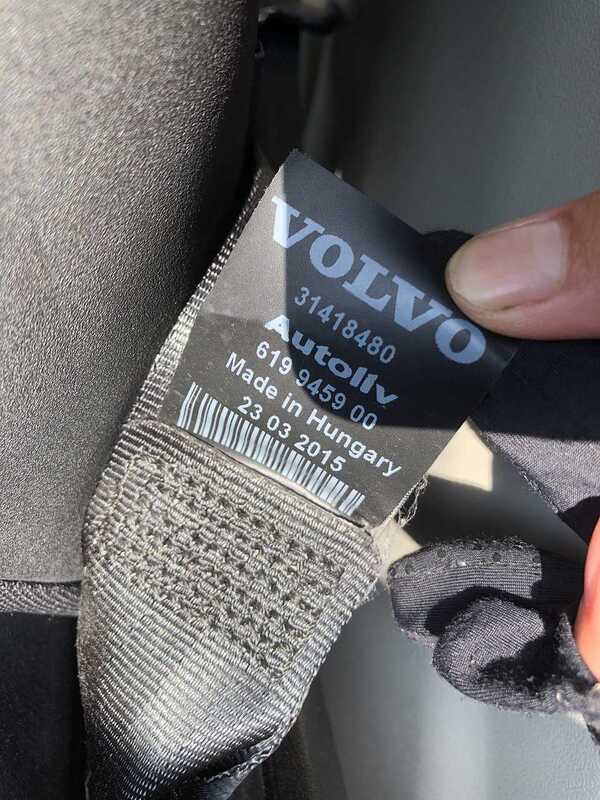 VOLVO
31418480
Autoliv
619 9459 00
Made in Hungary
23 03 2015